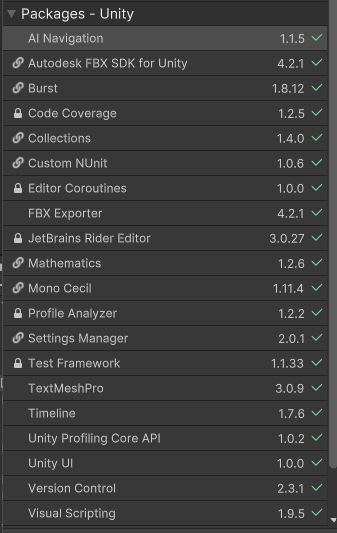 Packages - Unity
AI Navigation 1.1.5
Autodesk FBX SDK for Unity 4.2.1
Burst 1.8.12
Code Coverage 1.2.5
Collections 1.4.0
Custom NUnit 1.0.6
Editor Coroutines 1.0.0
FBX Exporter 4.2.1
JetBrains Rider Editor 3.0.27
Mathematics 1.2.6
Mono Cecil 1.11.4
Profile Analyzer 1.2.2
Settings Manager 2.0.1
Test Framework 1.1.33
TextMeshPro 3.0.9
Timeline 1.7.6
Unity Profiling Core API 1.0.2
Unity UI 1.0.0
Version Control 2.3.1
Visual Scripting 1.9.5